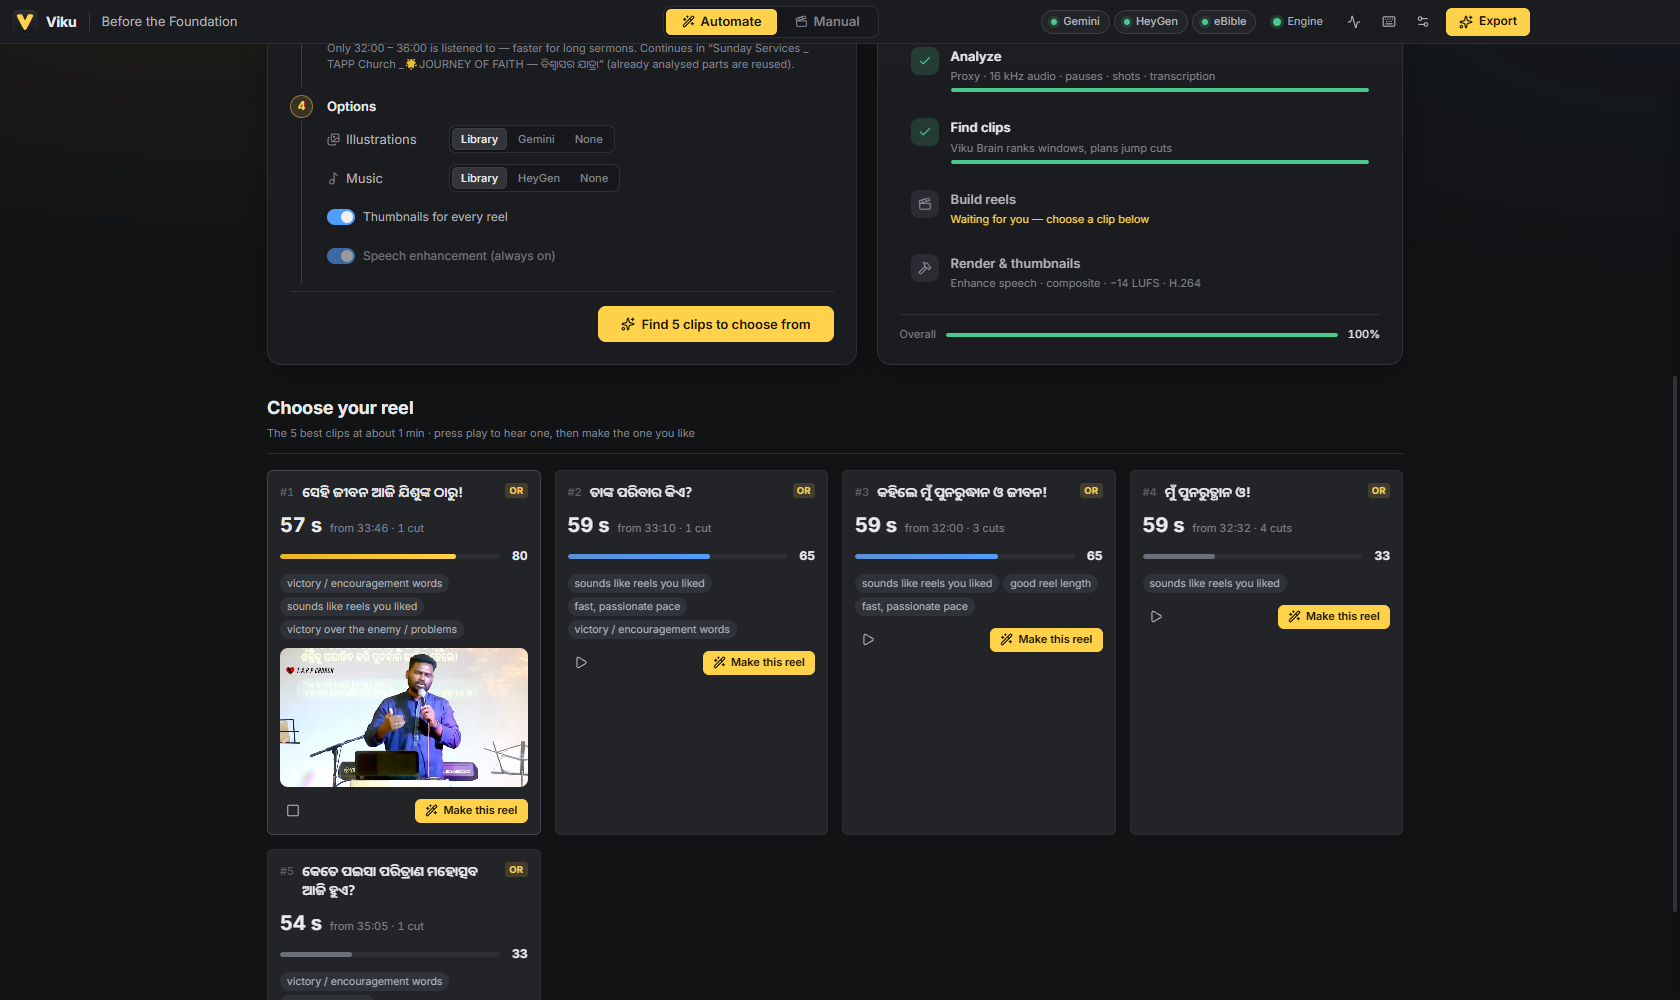 Viku
Before the Foundation
Automate
Manual
Gemini
HeyGen
eBible
Engine
Export
Only 32:00 – 36:00 is listened to — faster for long sermons. Continues in "Sunday Services _
TAPP Church _🌟JOURNEY OF FAITH — ବିଶ୍ୱାସର ଯାତ୍ରା" (already analysed parts are reused).
4
Options
Illustrations
Library
Gemini
None
Music
Library
HeyGen
None
Thumbnails for every reel
Speech enhancement (always on)
Find 5 clips to choose from
Analyze
Proxy · 16 kHz audio · pauses · shots · transcription
Find clips
Viku Brain ranks windows, plans jump cuts
Build reels
Waiting for you — choose a clip below
Render & thumbnails
Enhance speech · composite · −14 LUFS · H.264
Overall
100%
Choose your reel
The 5 best clips at about 1 min · press play to hear one, then make the one you like
#1 ସେହି ଜୀବନ ଆଜି ଯିଶୁଙ୍କ ଠାରୁ!
OR
57 s from 33:46 · 1 cut
80
victory / encouragement words
sounds like reels you liked
victory over the enemy / problems
T.A.P.P CHURCH
Make this reel
#2 ତାଙ୍କ ପରିବାର କିଏ?
OR
59 s from 33:10 · 1 cut
65
sounds like reels you liked
fast, passionate pace
victory / encouragement words
Make this reel
#3 କହିଲେ ମୁଁ ପୁନରୁଦ୍ଧାନ ଓ ଜୀବନ!
OR
59 s from 32:00 · 3 cuts
65
sounds like reels you liked
good reel length
fast, passionate pace
Make this reel
#4 ମୁଁ ପୁନରୁତ୍ଥାନ ଓ!
OR
59 s from 32:32 · 4 cuts
33
sounds like reels you liked
Make this reel
#5 କେତେ ପଇସା ପରିତ୍ରାଣ ମହୋତ୍ସବ
ଆଜି ହୁଏ?
OR
54 s from 35:05 · 1 cut
33
victory / encouragement words